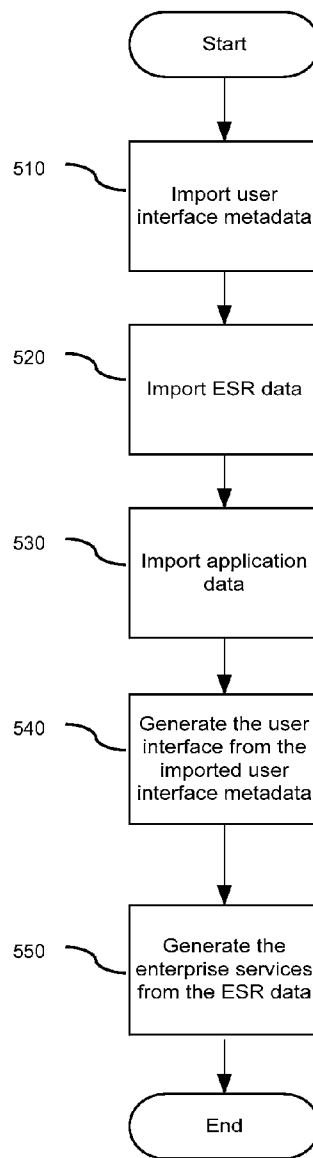 Start
510
Import user
interface metadata
520
Import ESR data
530
Import application
data
540
Generate the user
interface from the
imported user
interface metadata
550
Generate the
enterprise services
from the ESR data
End